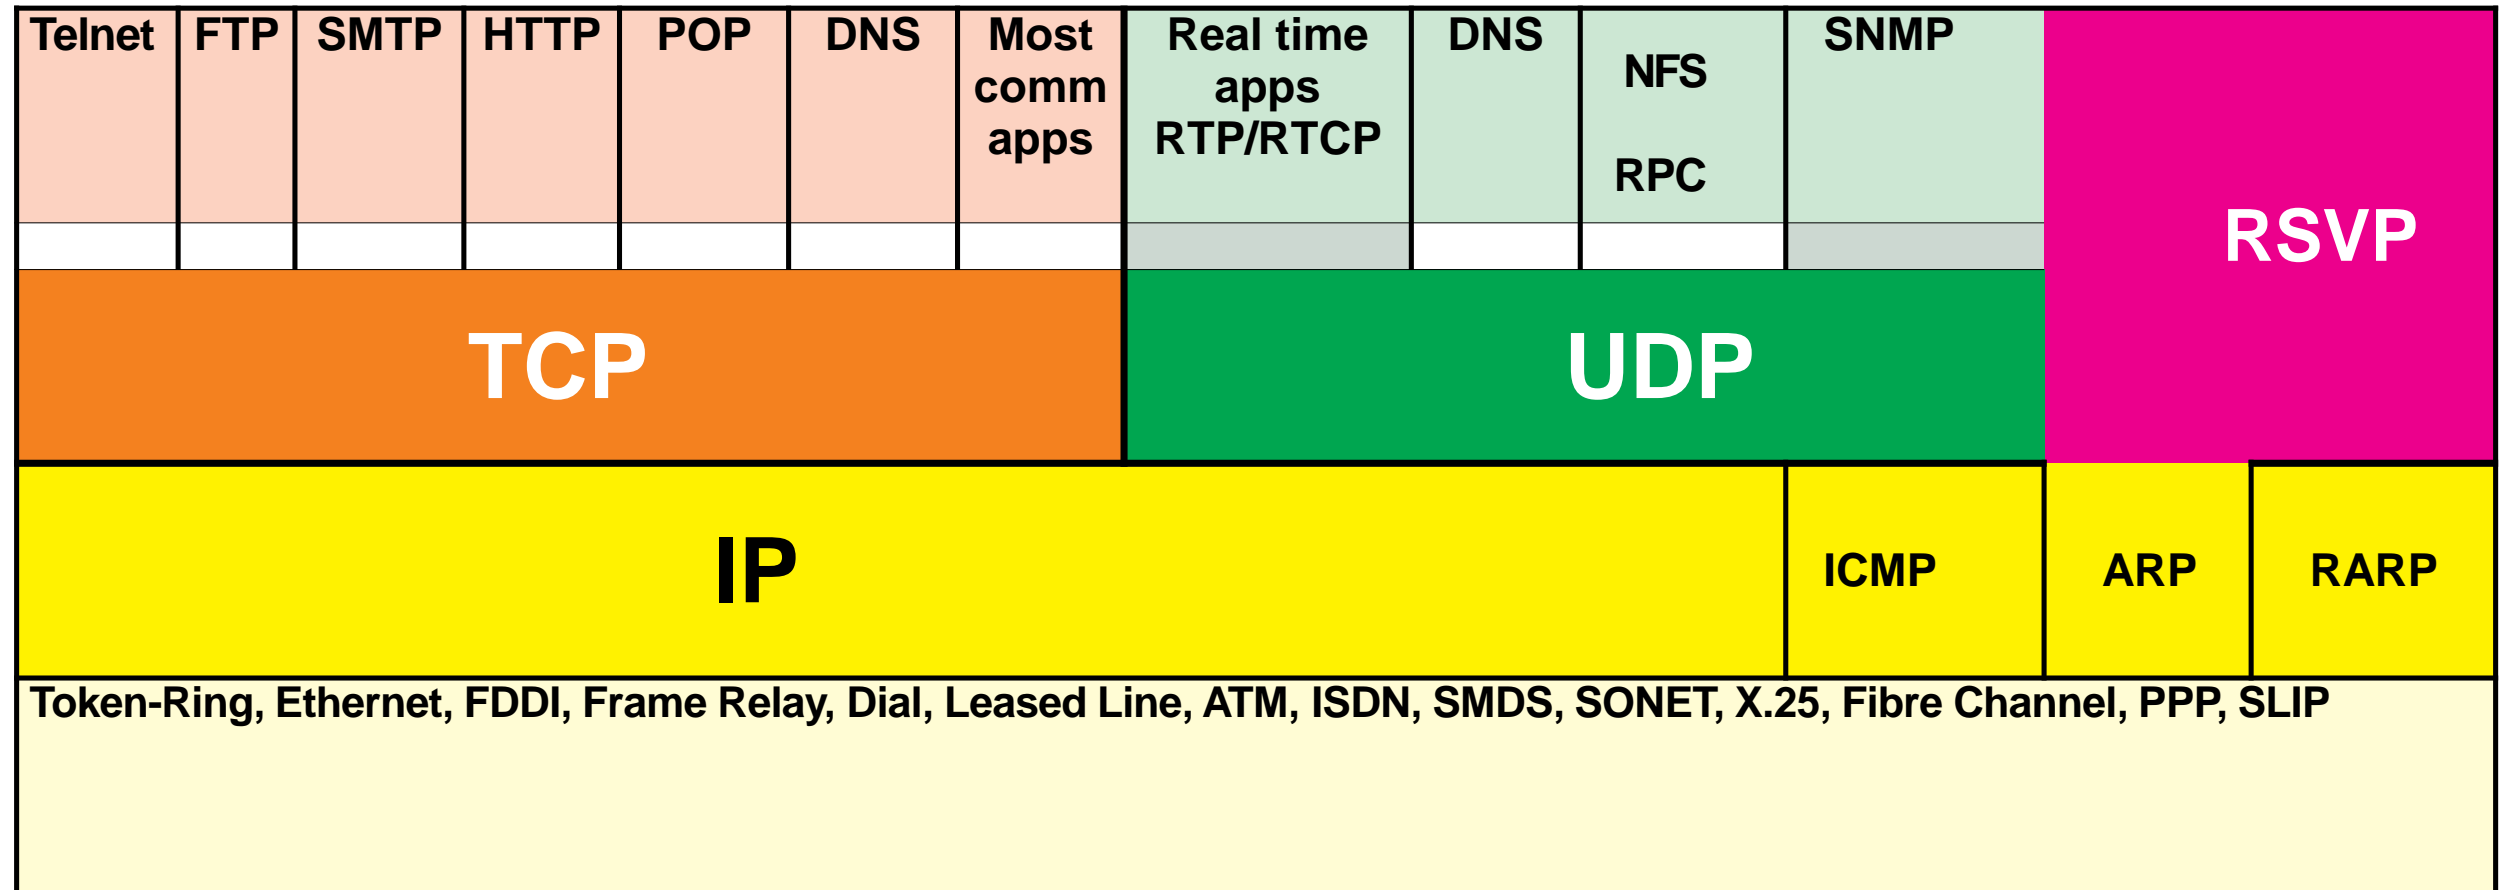 Telnet
FTP
SMTP
HTTP
POP
DNS
Most
comm
apps
Real time
apps
RTP/RTCP
DNS
NFS
RPC
SNMP
RSVP
TCP
UDP
IP
ICMP
ARP
RARP
Token-Ring, Ethernet, FDDI, Frame Relay, Dial, Leased Line, ATM, ISDN, SMDS, SONET, X.25, Fibre Channel, PPP, SLIP